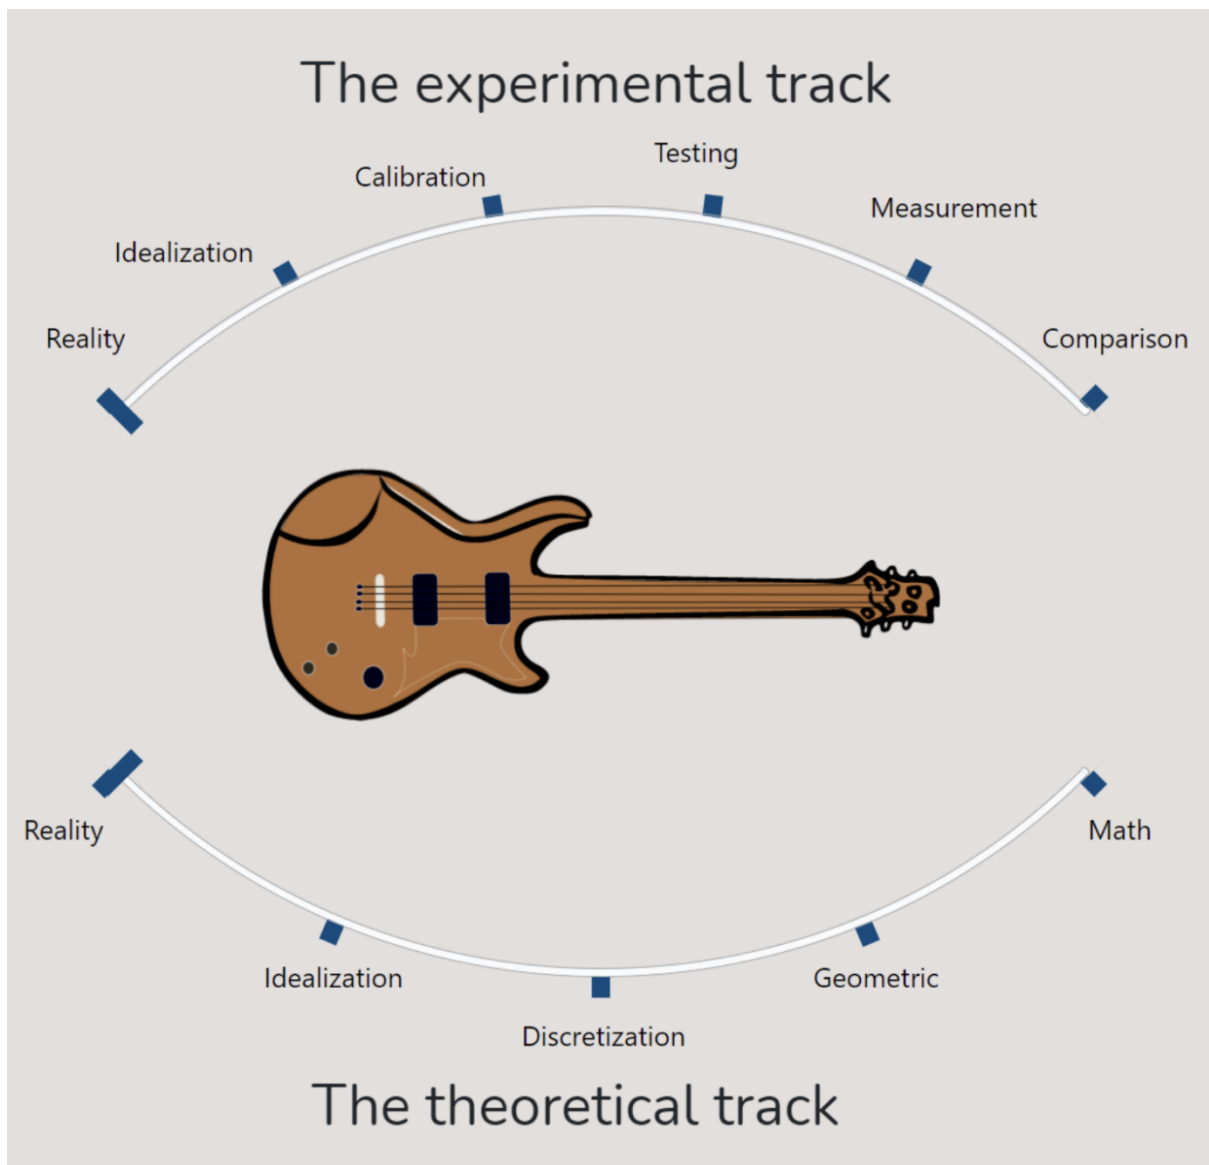 The experimental track
Testing
Calibration
Measurement
Idealization
Reality
Comparison
Reality
Math
Idealization
Geometric
Discretization
The theoretical track